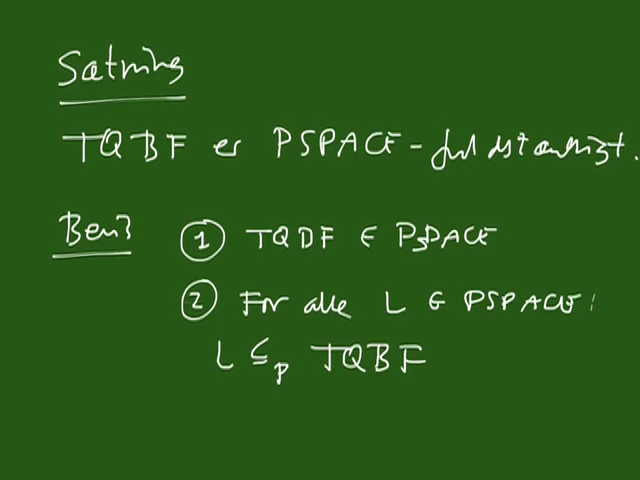 Sætning
TQBF er PSPACE-fuldstændigt.
Bevis ① TQBF ∈ PSPACE
② For alle L ∈ PSPACE:
L ≤p TQBF